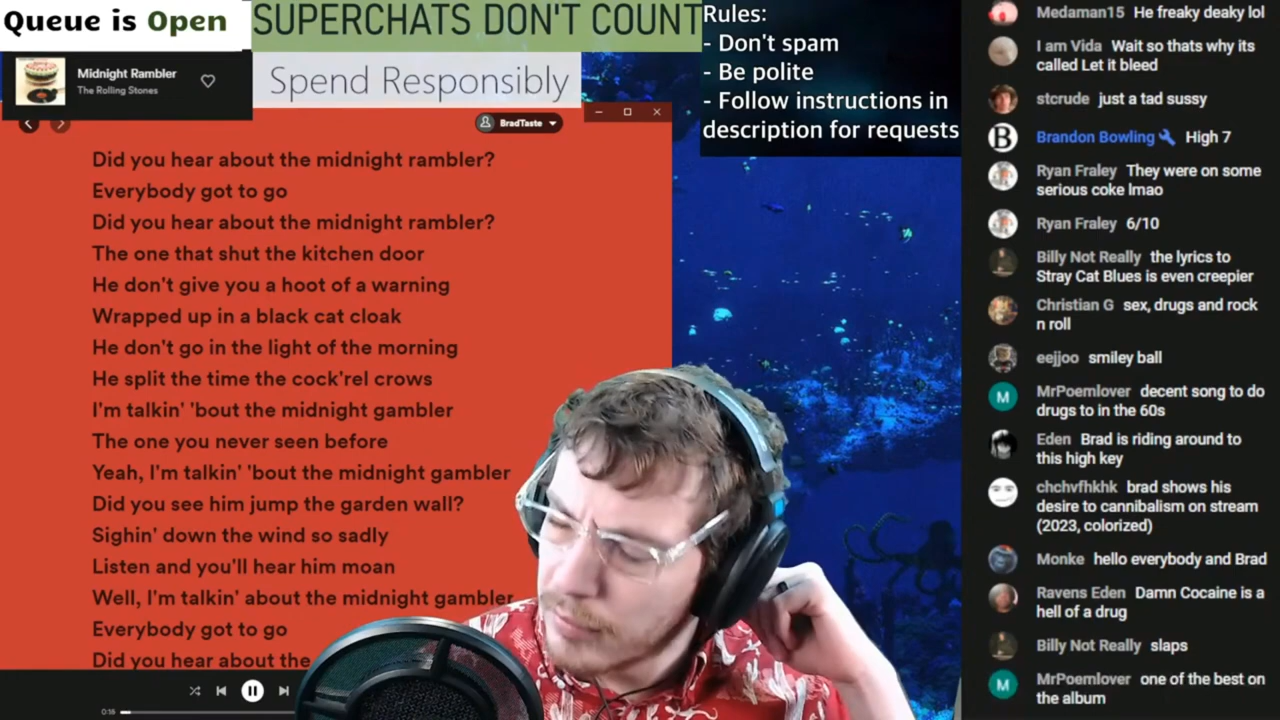 Queue is Open
SUPERCHATS DON'T COUNT
Spend Responsibly
Rules:
- Don't spam
- Be polite
- Follow instructions in
description for requests
Midnight Rambler
The Rolling Stones
BradTaste
Did you hear about the midnight rambler?
Everybody got to go
Did you hear about the midnight rambler?
The one that shut the kitchen door
He don't give you a hoot of a warning
Wrapped up in a black cat cloak
He don't go in the light of the morning
He split the time the cock'rel crows
I'm talkin' 'bout the midnight gambler
The one you never seen before
Yeah, I'm talkin' 'bout the midnight gambler
Did you see him jump the garden wall?
Sighin' down the wind so sadly
Listen and you'll hear him moan
Well, I'm talkin' about the midnight gambler
Everybody got to go
Did you hear about the
Medaman15 He freaky deaky lol
I am Vida Wait so thats why its
called Let it bleed
stcrude just a tad sussy
B
Brandon Bowling High 7
Ryan Fraley They were on some
serious coke lmao
Ryan Fraley 6/10
Billy Not Really the lyrics to
Stray Cat Blues is even creepier
Christian G sex, drugs and rock
n roll
eejjoo smiley ball
M
MrPoemlover decent song to do
drugs to in the 60s
Eden Brad is riding around to
this high key
chchvfhkhk brad shows his
desire to cannibalism on stream
(2023, colorized)
Monke hello everybody and Brad
Ravens Eden Damn Cocaine is a
hell of a drug
Billy Not Really slaps
M
MrPoemlover one of the best on
the album